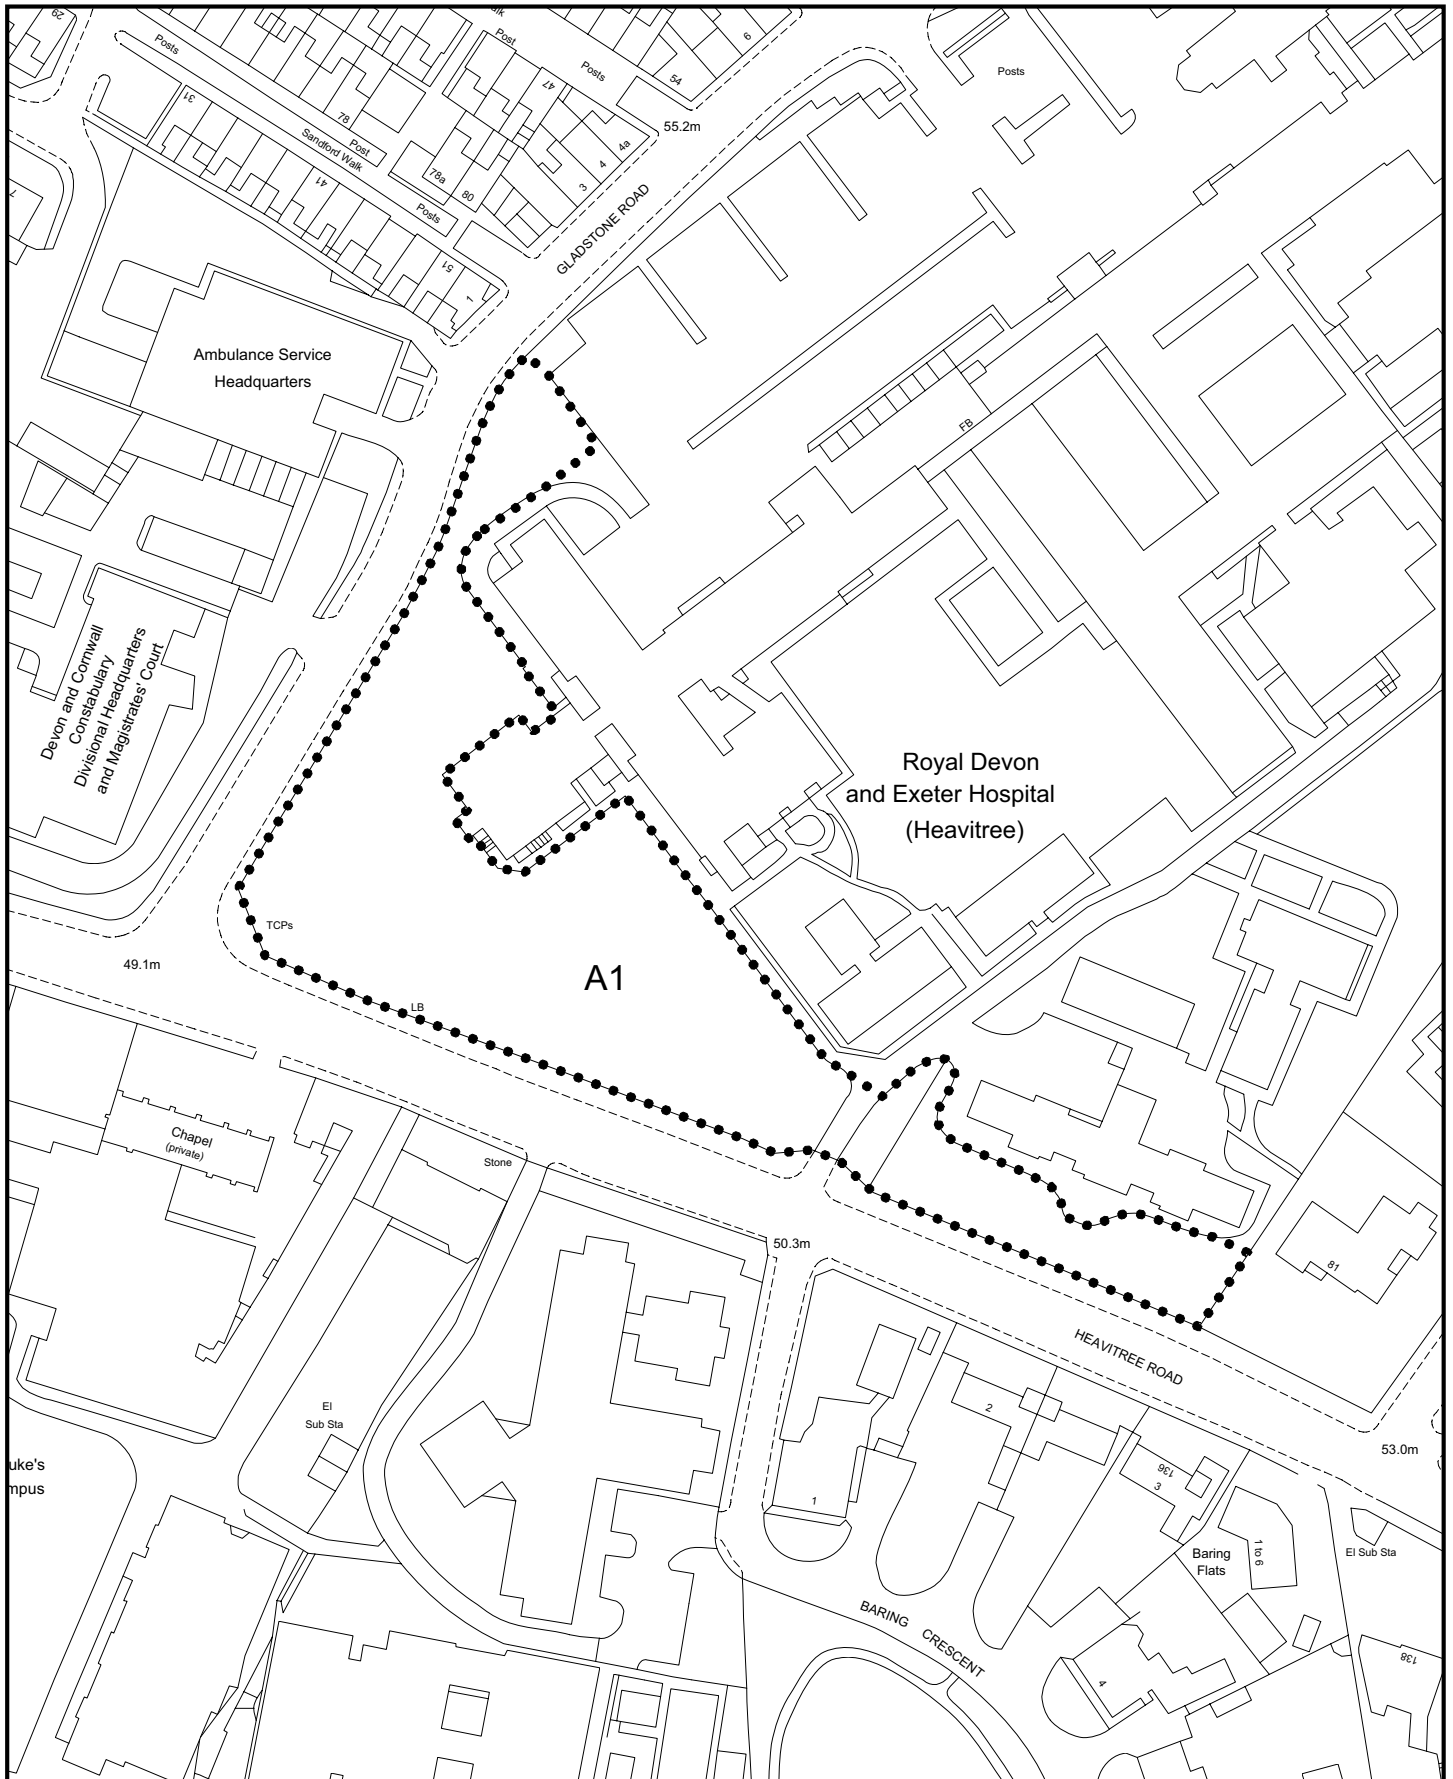 29
Posts
lk
Post
Posts
6
54
47
Posts
31
78
Post
Sandford Walk
55.2m
4a
4
3
78a
80
41
Posts
GLADSTONE ROAD
51
1
7
Ambulance Service
Headquarters
FB
Devon and Cornwall
Constabulary
Divisional Headquarters
and Magistrates' Court
Royal Devon
and Exeter Hospital
(Heavitree)
TCPs
49.1m
A1
LB
Chapel
(private)
Stone
50.3m
81
HEAVITREE ROAD
El
Sub Sta
2
53.0m
uke's
mpus
136
3
1
Baring
Flats
1 to 6
El Sub Sta
BARING CRESCENT
4
138